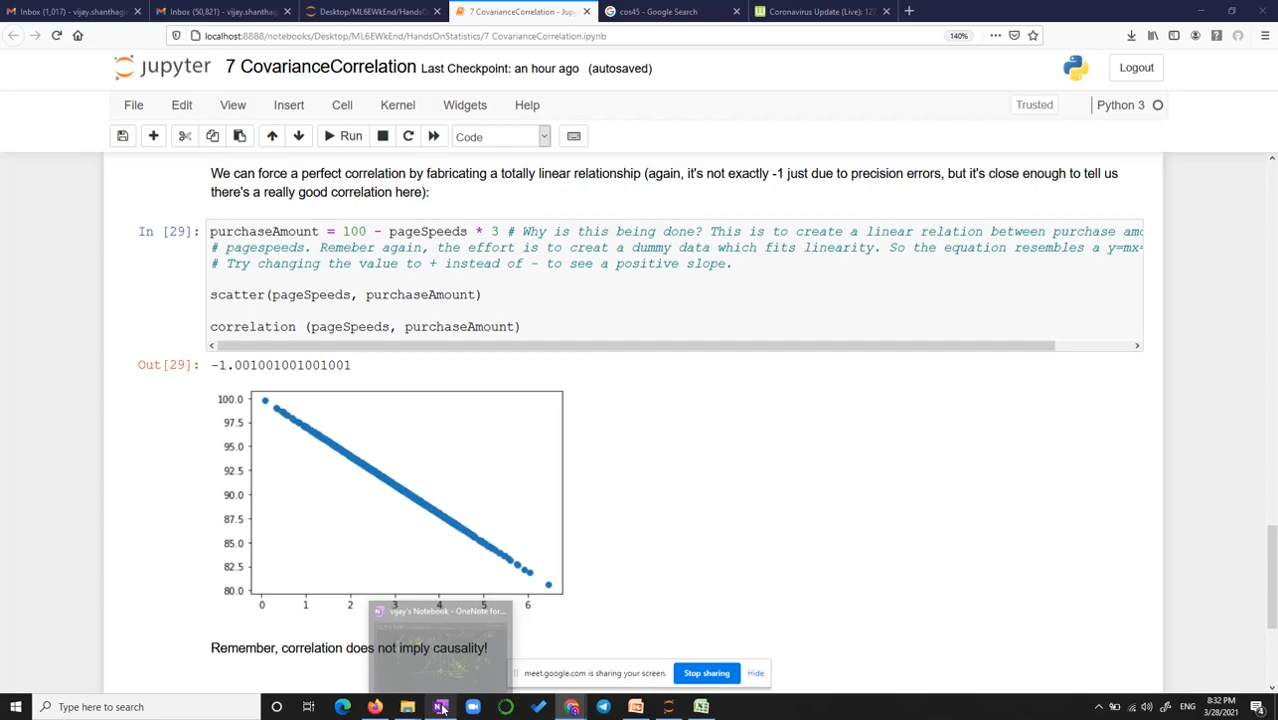 Inbox (1,017) - vijay.shanthag
Inbox (50,821) - vijay.shantha
Desktop/ML6EWkEnd/HandsO
7 CovarianceCorrelation - Jup
cos45 - Google Search
Coronavirus Update (Live): 12
localhost:8888/notebooks/Desktop/ML6EWkEnd/HandsOnStatistics/7 CovarianceCorrelation.ipynb
140%
jupyter 7 CovarianceCorrelation Last Checkpoint: an hour ago (autosaved)
Logout
File Edit View Insert Cell Kernel Widgets Help
Trusted
Python 3
Run
Code
We can force a perfect correlation by fabricating a totally linear relationship (again, it's not exactly -1 just due to precision errors, but it's close enough to tell us
there's a really good correlation here):
In [29]: purchaseAmount = 100 - pageSpeeds * 3 # Why is this being done? This is to create a linear relation between purchase amo
# pagespeeds. Remeber again, the effort is to creat a dummy data which fits linearity. So the equation resembles a y=mx=
# Try changing the value to + instead of - to see a positive slope.
scatter(pageSpeeds, purchaseAmount)
correlation (pageSpeeds, purchaseAmount)
Out[29]: -1.001001001001001
100.0
97.5
95.0
92.5
90.0
87.5
85.0
82.5
80.0
0 1 2 3 4 5 6
vijay's Notebook - OneNote for...
Remember, correlation does not imply causality!
meet.google.com is sharing your screen.
Stop sharing
Hide
Type here to search
8:32 PM
3/28/2021